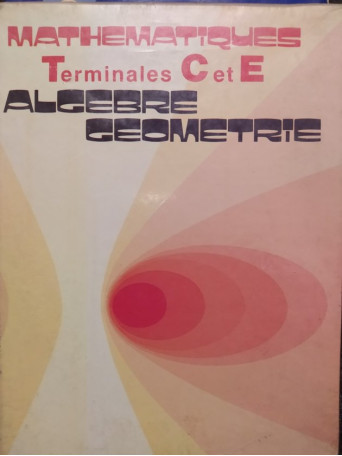 MATHEMATIQUES
Terminales C et E
ALGEBRE
GEOMETRIE